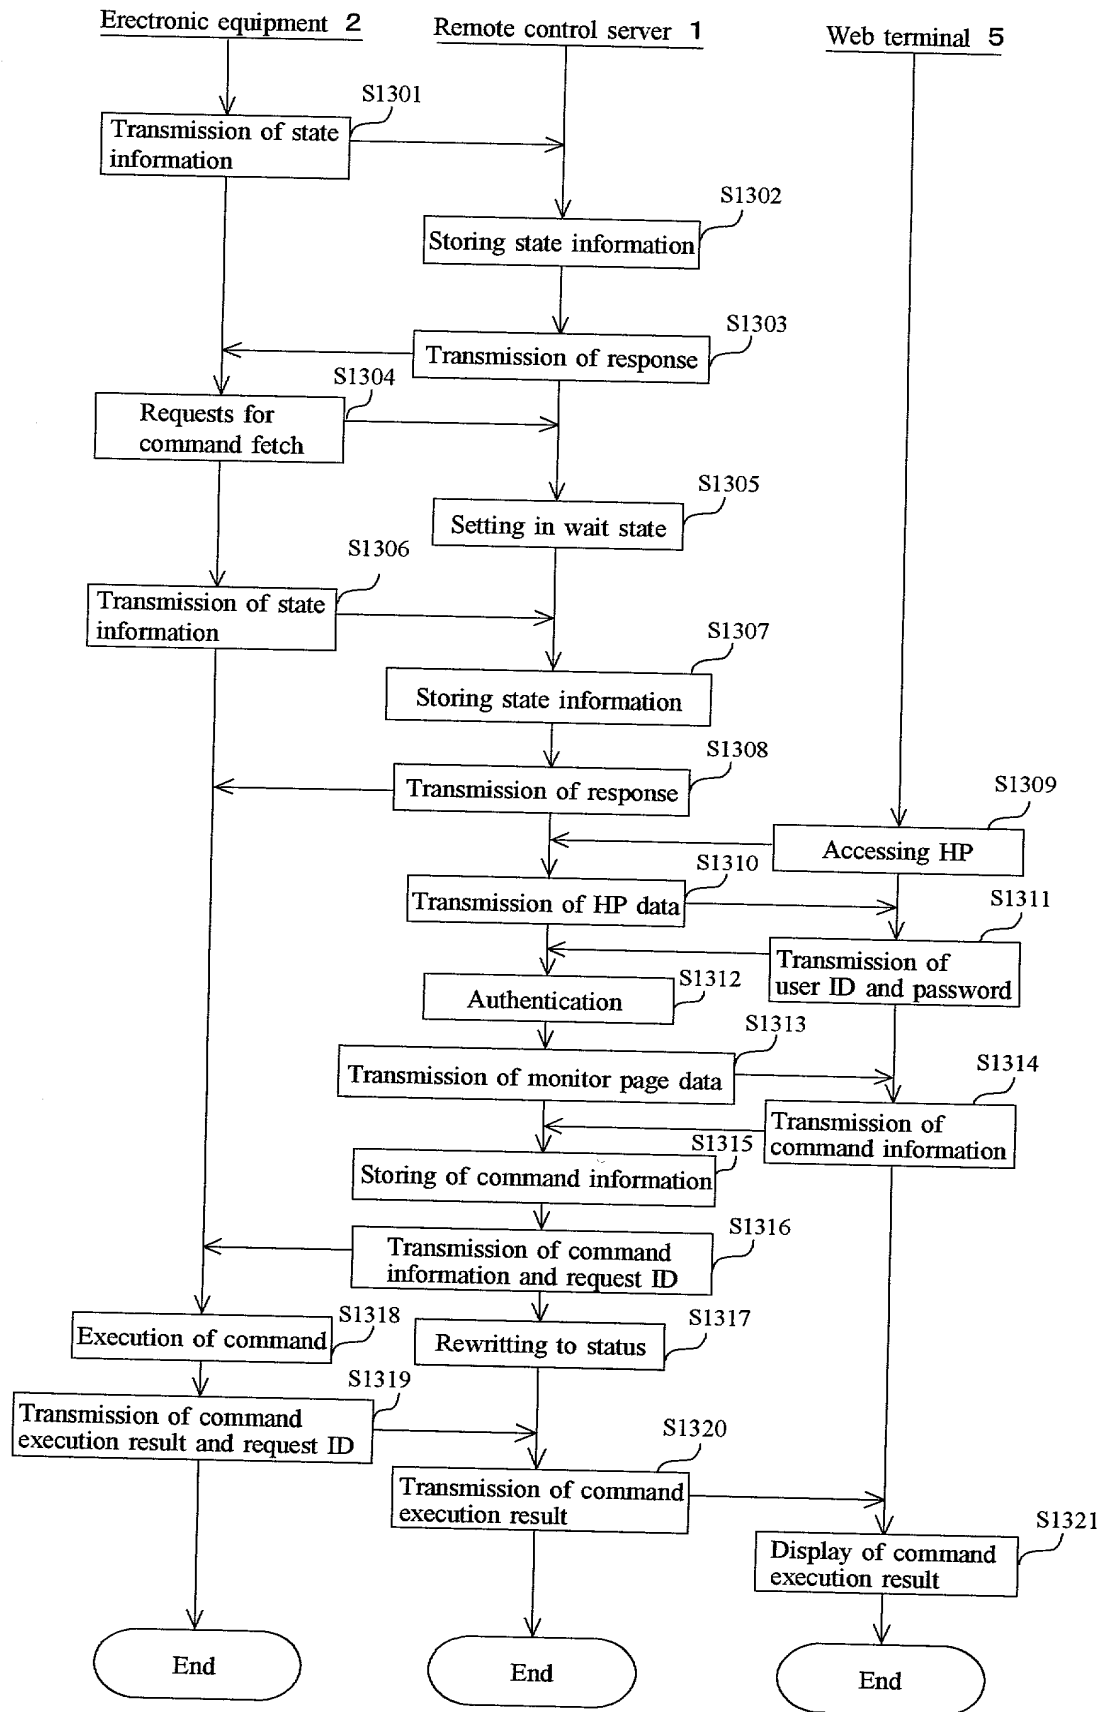 Erectronic equipment 2
Remote control server 1
Web terminal 5
S1301
Transmission of state
information
S1302
Storing state information
S1303
Transmission of response
S1304
Requests for
command fetch
S1305
Setting in wait state
S1306
Transmission of state
information
S1307
Storing state information
S1308
Transmission of response
S1309
Accessing HP
S1310
Transmission of HP data
S1311
Transmission of
user ID and password
S1312
Authentication
S1313
Transmission of monitor page data
S1314
Transmission of
command information
S1315
Storing of command information
S1316
Transmission of command
information and request ID
S1317
Rewritting to status
S1318
Execution of command
S1319
Transmission of command
execution result and request ID
S1320
Transmission of command
execution result
S1321
Display of command
execution result
End
End
End